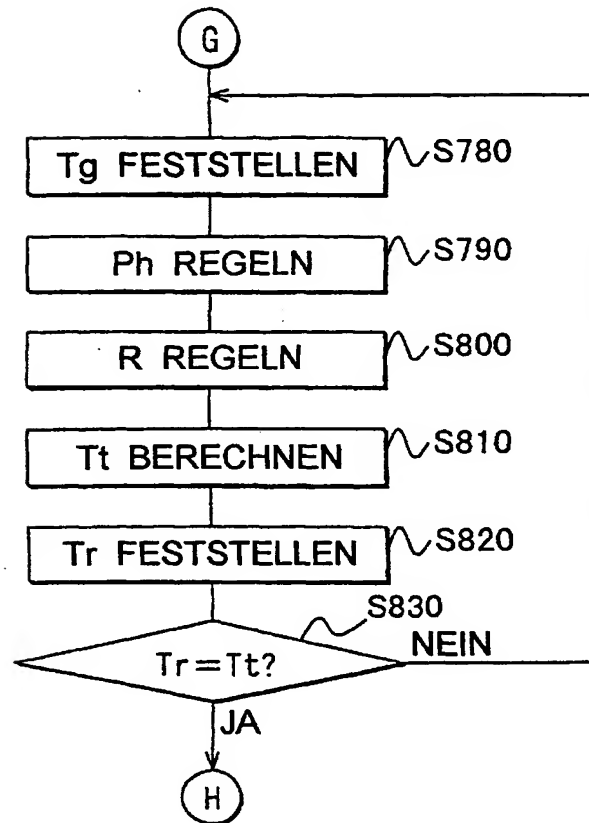 G
Tg FESTSTELLEN
S780
Ph REGELN
S790
R REGELN
S800
Tt BERECHNEN
S810
Tr FESTSTELLEN
S820
S830
Tr=Tt?
NEIN
JA
H